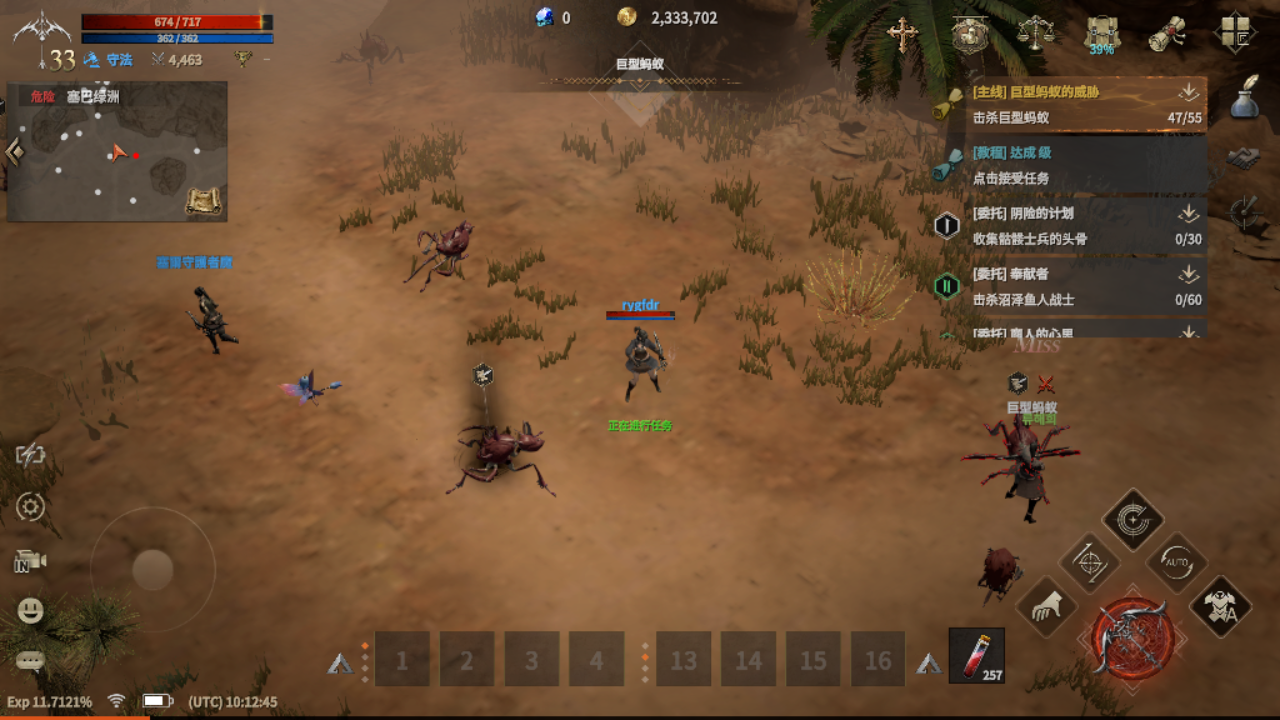 674 / 717
0
2,333,702
362 / 362
33
守法
4,463
39%
巨型蚂蚁
危险
塞巴绿洲
[主线] 巨型蚂蚁的威胁
击杀巨型蚂蚁
47/55
[教程] 达成 级
点击接受任务
[委托] 阴险的计划
收集骷髅士兵的头骨
0/30
[委托] 奉献者
击杀沼泽鱼人战士
0/60
[委托]
Miss
rygfdr
正在进行任务
巨型蚂蚁
AUTO
IN
A
1
2
3
4
13
14
15
16
257
Exp 11.7121%
(UTC) 10:12:45